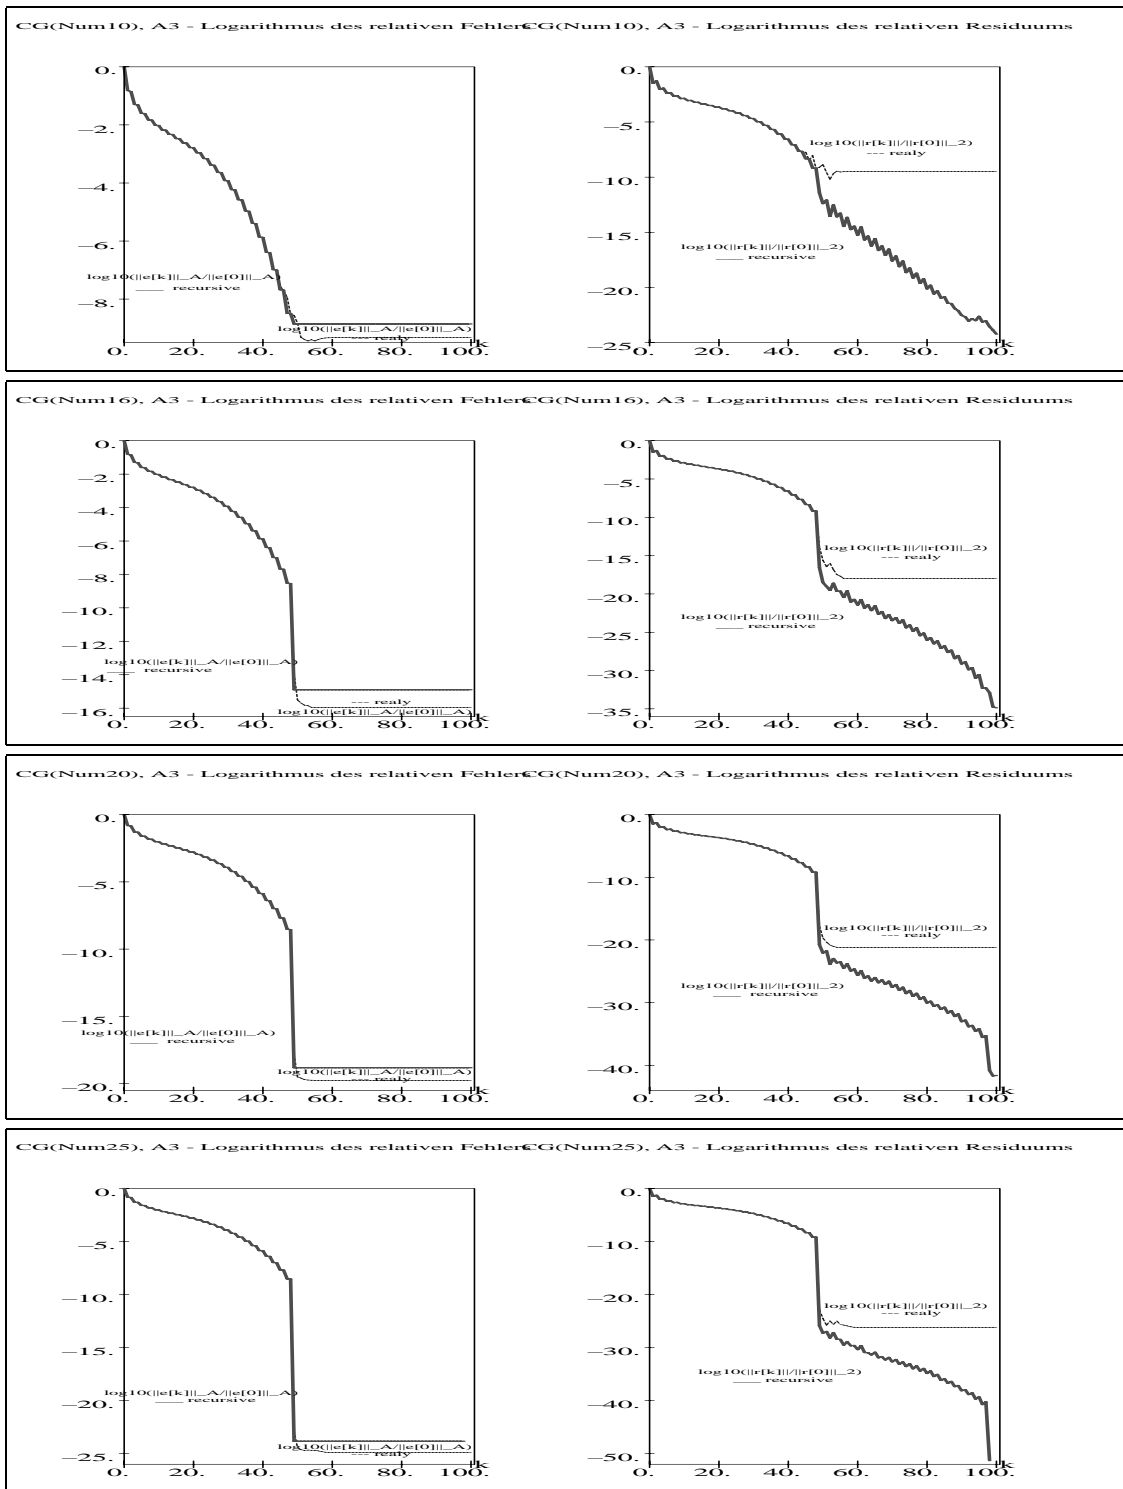 CG(Num10), A3 - Logarithmus des relativen Fehlers
CG(Num10), A3 - Logarithmus des relativen Residuums
0.
-2.
-4.
-6.
-8.
log10(||e[k]||_A/||e[0]||_A)
___ recursive
log10(||e[k]||_A/||e[0]||_A)
--- realy
0. 20. 40. 60. 80. 100. k
0.
-5.
-10.
-15.
-20.
-25.
log10(||r[k]||/||r[0]||_2)
--- realy
log10(||r[k]||/||r[0]||_2)
___ recursive
0. 20. 40. 60. 80. 100. k
CG(Num16), A3 - Logarithmus des relativen Fehlers
CG(Num16), A3 - Logarithmus des relativen Residuums
0.
-2.
-4.
-6.
-8.
-10.
-12.
-14.
-16.
log10(||e[k]||_A/||e[0]||_A)
___ recursive
--- realy
log10(||e[k]||_A/||e[0]||_A)
0. 20. 40. 60. 80. 100. k
0.
-5.
-10.
-15.
-20.
-25.
-30.
-35.
log10(||r[k]||/||r[0]||_2)
--- realy
log10(||r[k]||/||r[0]||_2)
___ recursive
0. 20. 40. 60. 80. 100. k
CG(Num20), A3 - Logarithmus des relativen Fehlers
CG(Num20), A3 - Logarithmus des relativen Residuums
0.
-5.
-10.
-15.
-20.
log10(||e[k]||_A/||e[0]||_A)
___ recursive
log10(||e[k]||_A/||e[0]||_A)
--- realy
0. 20. 40. 60. 80. 100. k
0.
-10.
-20.
-30.
-40.
log10(||r[k]||/||r[0]||_2)
--- realy
log10(||r[k]||/||r[0]||_2)
___ recursive
0. 20. 40. 60. 80. 100. k
CG(Num25), A3 - Logarithmus des relativen Fehlers
CG(Num25), A3 - Logarithmus des relativen Residuums
0.
-5.
-10.
-15.
-20.
-25.
log10(||e[k]||_A/||e[0]||_A)
___ recursive
log10(||e[k]||_A/||e[0]||_A)
--- realy
0. 20. 40. 60. 80. 100. k
0.
-10.
-20.
-30.
-40.
-50.
log10(||r[k]||/||r[0]||_2)
--- realy
log10(||r[k]||/||r[0]||_2)
___ recursive
0. 20. 40. 60. 80. 100. k